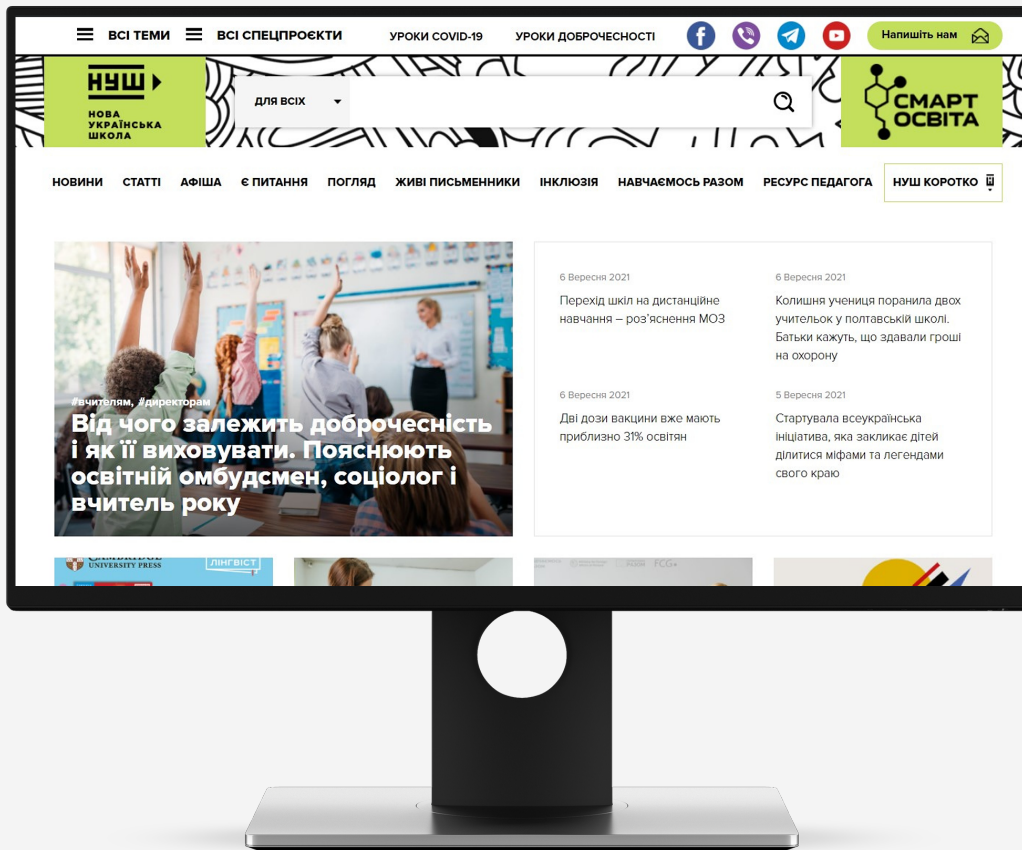 ВСІ ТЕМИ ВСІ СПЕЦПРОЄКТИ УРОКИ COVID-19 УРОКИ ДОБРОЧЕСНОСТІ Напишіть нам
НУШ
НОВА
УКРАЇНСЬКА
ШКОЛА
ДЛЯ ВСІХ
СМАРТ
ОСВІТА
НОВИНИ СТАТТІ АФІША Є ПИТАННЯ ПОГЛЯД ЖИВІ ПИСЬМЕННИКИ ІНКЛЮЗІЯ НАВЧАЄМОСЬ РАЗОМ РЕСУРС ПЕДАГОГА НУШ КОРОТКО
#вчителям, #директорам
Від чого залежить доброчесність
і як її виховувати. Пояснюють
освітній омбудсмен, соціолог і
вчитель року
6 Вересня 2021
Перехід шкіл на дистанційне
навчання – роз’яснення МОЗ
6 Вересня 2021
Колишня учениця поранила двох
учительок у полтавській школі.
Батьки кажуть, що здавали гроші
на охорону
6 Вересня 2021
Дві дози вакцини вже мають
приблизно 31% освітян
5 Вересня 2021
Стартувала всеукраїнська
ініціатива, яка закликає дітей
ділитися міфами та легендами
свого краю
CAMBRIDGE
UNIVERSITY PRESS
ЛІНГВІСТ
FCG+